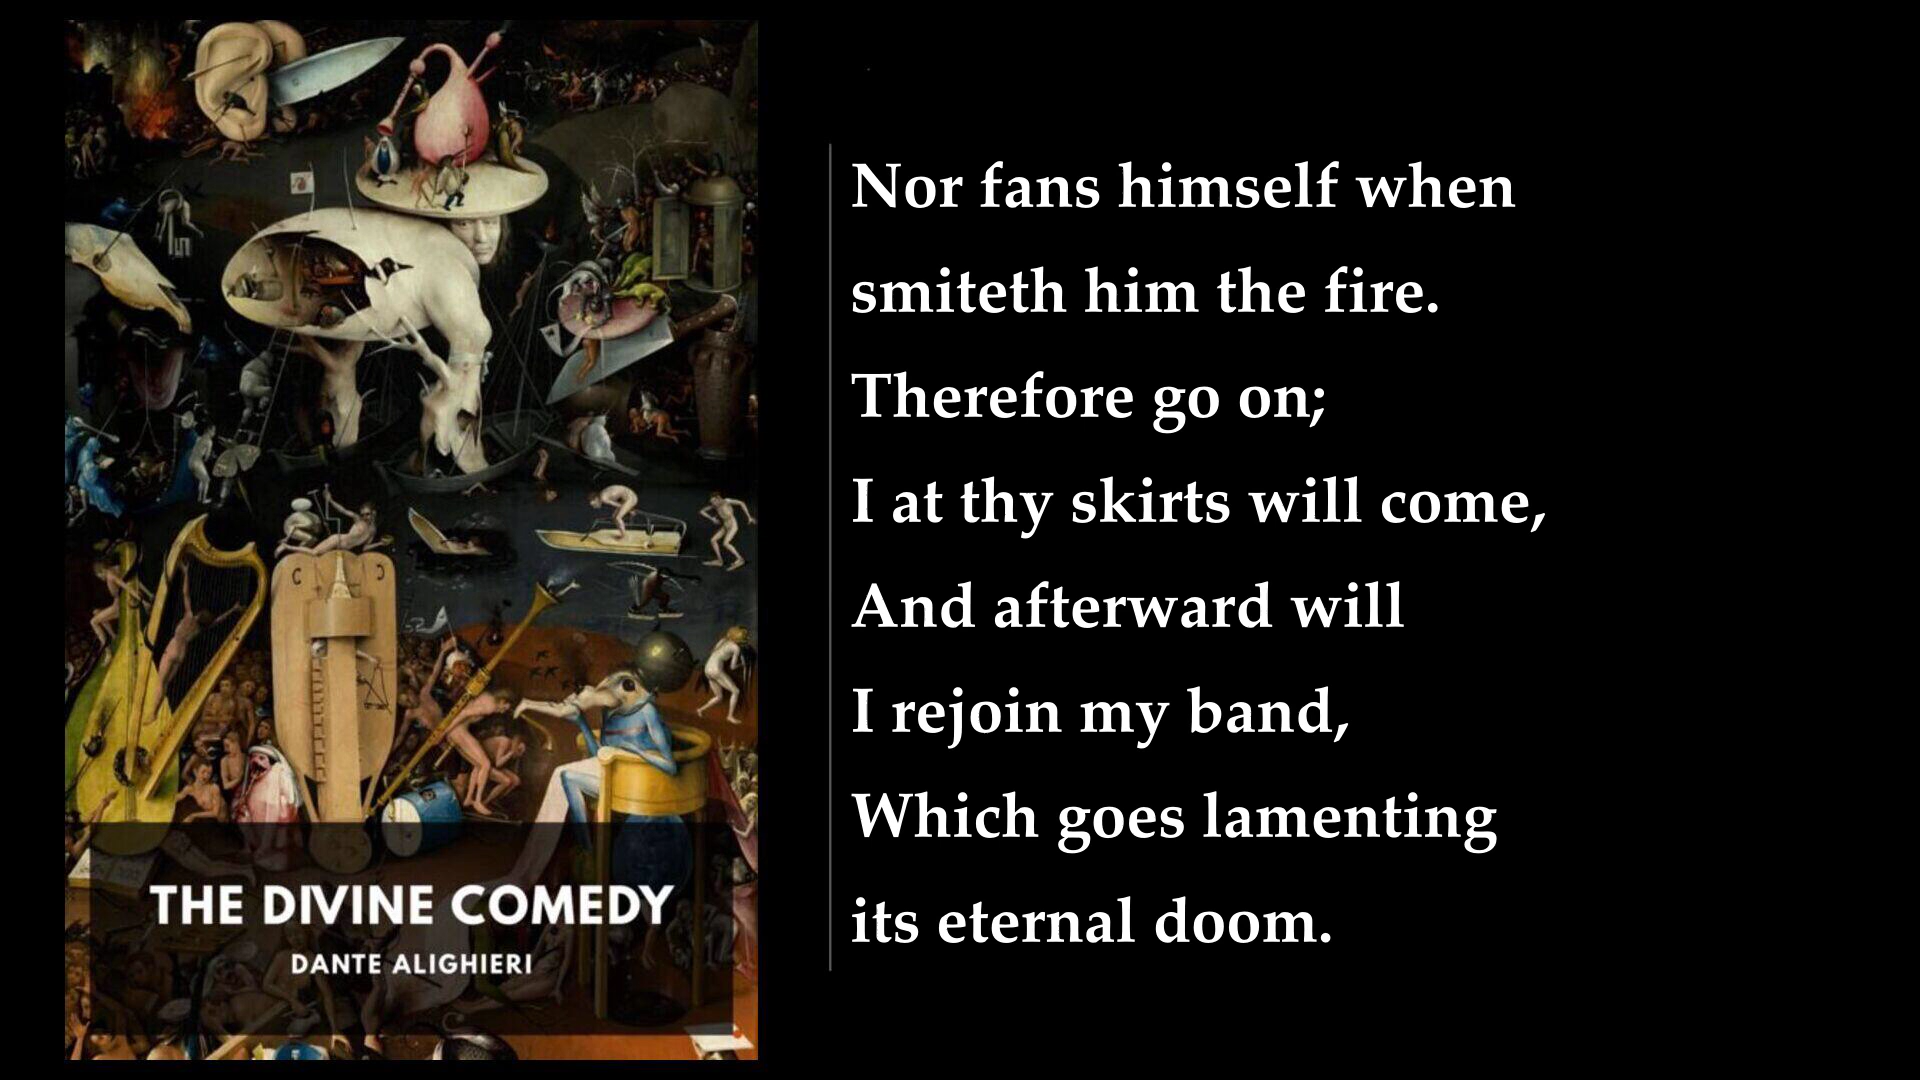 THE DIVINE COMEDY
DANTE ALIGHIERI
Nor fans himself when
smiteth him the fire.
Therefore go on;
I at thy skirts will come,
And afterward will
I rejoin my band,
Which goes lamenting
its eternal doom.